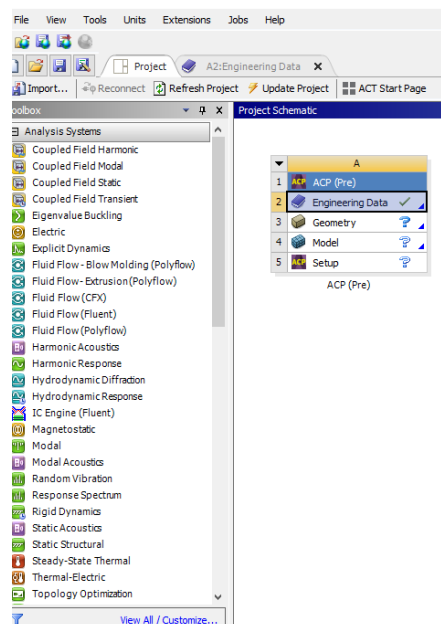 File View Tools Units Extensions Jobs Help
Project A2:Engineering Data
Import... Reconnect Refresh Project Update Project ACT Start Page
oolbox Project Schematic
Analysis Systems
Coupled Field Harmonic
Coupled Field Modal
Coupled Field Static
Coupled Field Transient
Eigenvalue Buckling
Electric
Explicit Dynamics
Fluid Flow - Blow Molding (Polyflow)
Fluid Flow - Extrusion (Polyflow)
Fluid Flow (CFX)
Fluid Flow (Fluent)
Fluid Flow (Polyflow)
Harmonic Acoustics
Harmonic Response
Hydrodynamic Diffraction
Hydrodynamic Response
IC Engine (Fluent)
Magnetostatic
Modal
Modal Acoustics
Random Vibration
Response Spectrum
Rigid Dynamics
Static Acoustics
Static Structural
Steady-State Thermal
Thermal-Electric
Topology Optimization
View All / Customize...
A
1 ACP ACP (Pre)
2 Engineering Data
3 Geometry ?
4 Model ?
5 ACP Setup ?
ACP (Pre)